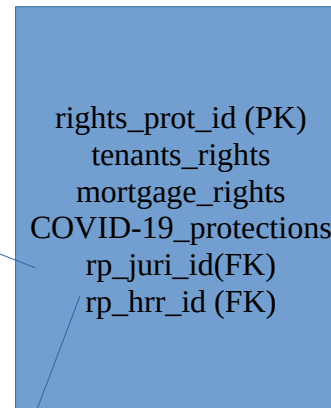 rights_prot_id (PK)
tenants_rights
mortgage_rights
COVID-19_protections
rp_juri_id(FK)
rp_hrr_id (FK)